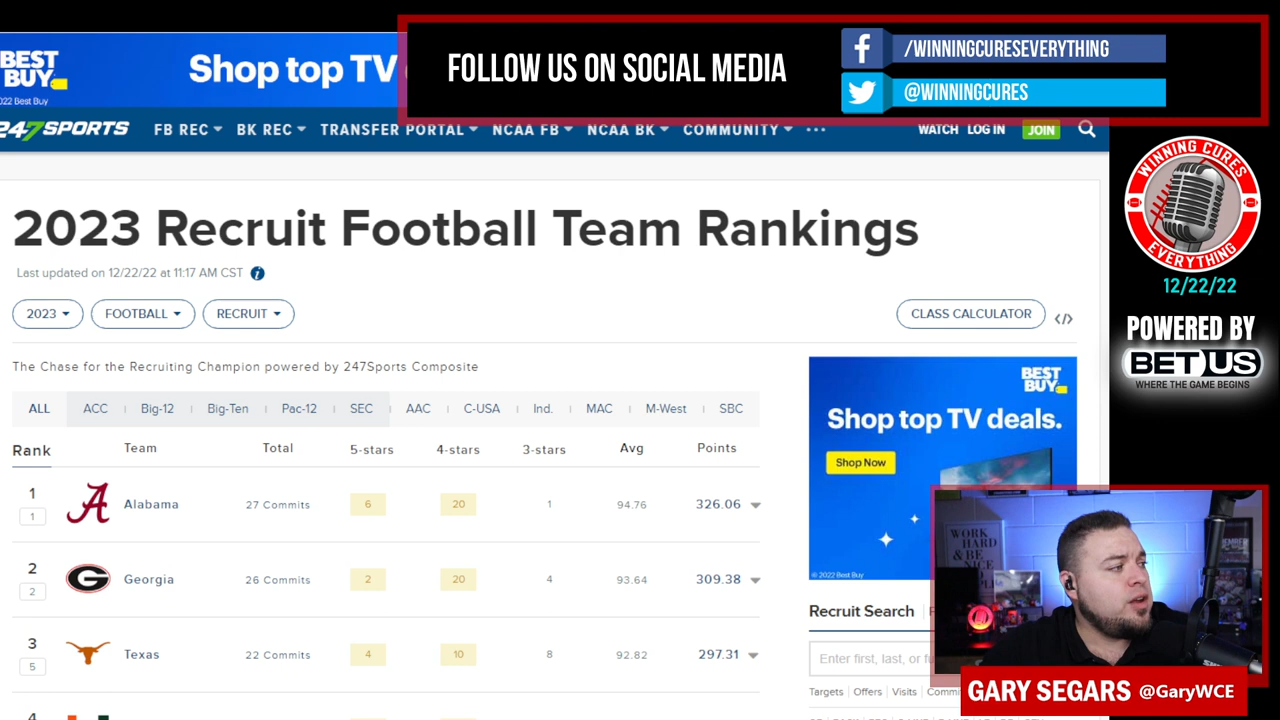 BEST
BUY
Shop top TV
2022 Best Buy
FOLLOW US ON SOCIAL MEDIA
/WINNINGCURESEVERYTHING
@WINNINGCURES
247SPORTS
FB REC
BK REC
TRANSFER PORTAL
NCAA FB
NCAA BK
COMMUNITY
WATCH
LOG IN
JOIN
WINNING CURES
EVERYTHING
12/22/22
POWERED BY
BETUS
WHERE THE GAME BEGINS
2023 Recruit Football Team Rankings
Last updated on 12/22/22 at 11:17 AM CST
2023
FOOTBALL
RECRUIT
CLASS CALCULATOR
</>
The Chase for the Recruiting Champion powered by 247Sports Composite
ALL ACC Big-12 Big-Ten Pac-12 SEC AAC C-USA Ind. MAC M-West SBC
Rank Team Total 5-stars 4-stars 3-stars Avg Points
1 1 Alabama 27 Commits 6 20 1 94.76 326.06
2 2 Georgia 26 Commits 2 20 4 93.64 309.38
3 5 Texas 22 Commits 4 10 8 92.82 297.31
4
BEST
BUY
Shop top TV deals.
Shop Now
© 2022 Best Buy
Recruit Search
Enter first, last, or fu
Targets Offers Visits Commi
WORK
HARD
& BE
GARY SEGARS @GaryWCE